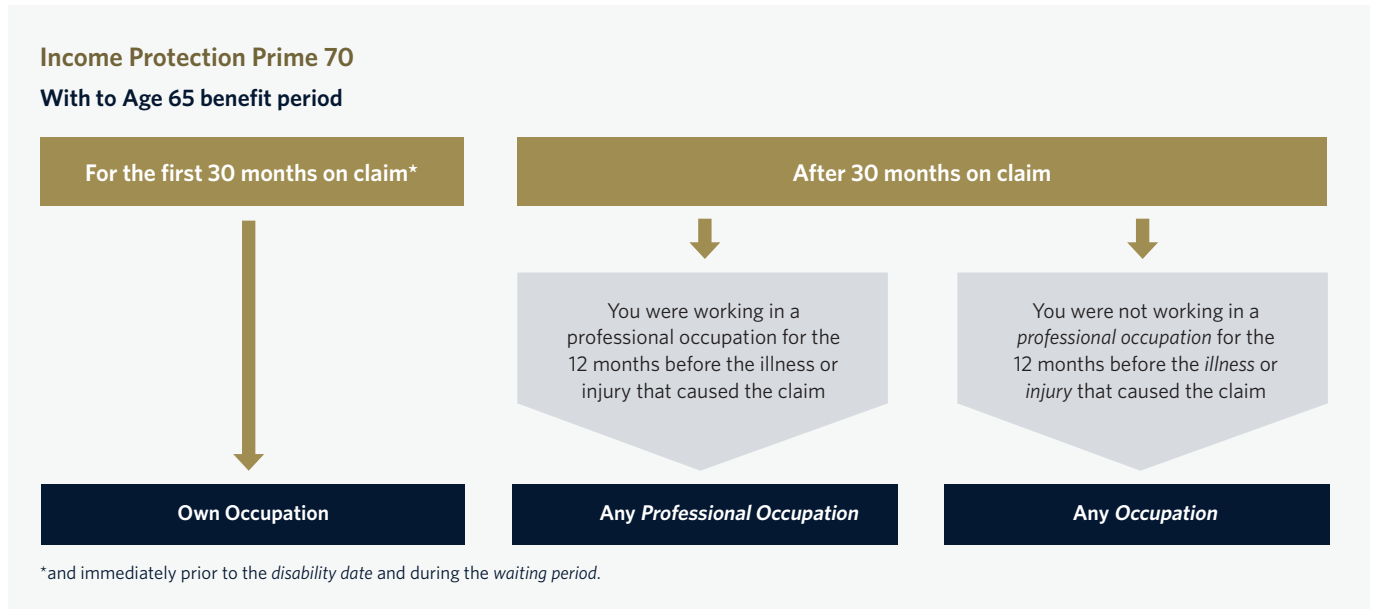 Income Protection Prime 70
With to Age 65 benefit period
For the first 30 months on claim*
After 30 months on claim
You were working in a
professional occupation for the
12 months before the illness or
injury that caused the claim
You were not working in a
professional occupation for the
12 months before the illness or
injury that caused the claim
Own Occupation
Any Professional Occupation
Any Occupation
*and immediately prior to the disability date and during the waiting period.